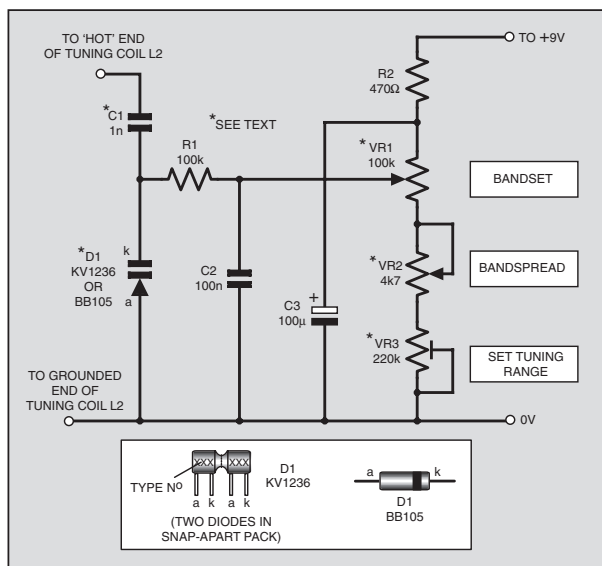 TO 'HOT' END
OF TUNING COIL L2
TO +9V
R2
470Ω
*C1
1n
*SEE TEXT
R1
100k
*VR1
100k
BANDSET
k
*D1
KV1236
OR
BB105
a
C2
100n
C3
100µ
+
*VR2
4k7
BANDSPREAD
*VR3
220k
SET TUNING
RANGE
TO GROUNDED
END OF
TUNING COIL L2
0V
XXX XXX
TYPE Nº
a k a k
D1
KV1236
(TWO DIODES IN
SNAP-APART PACK)
a k
D1
BB105